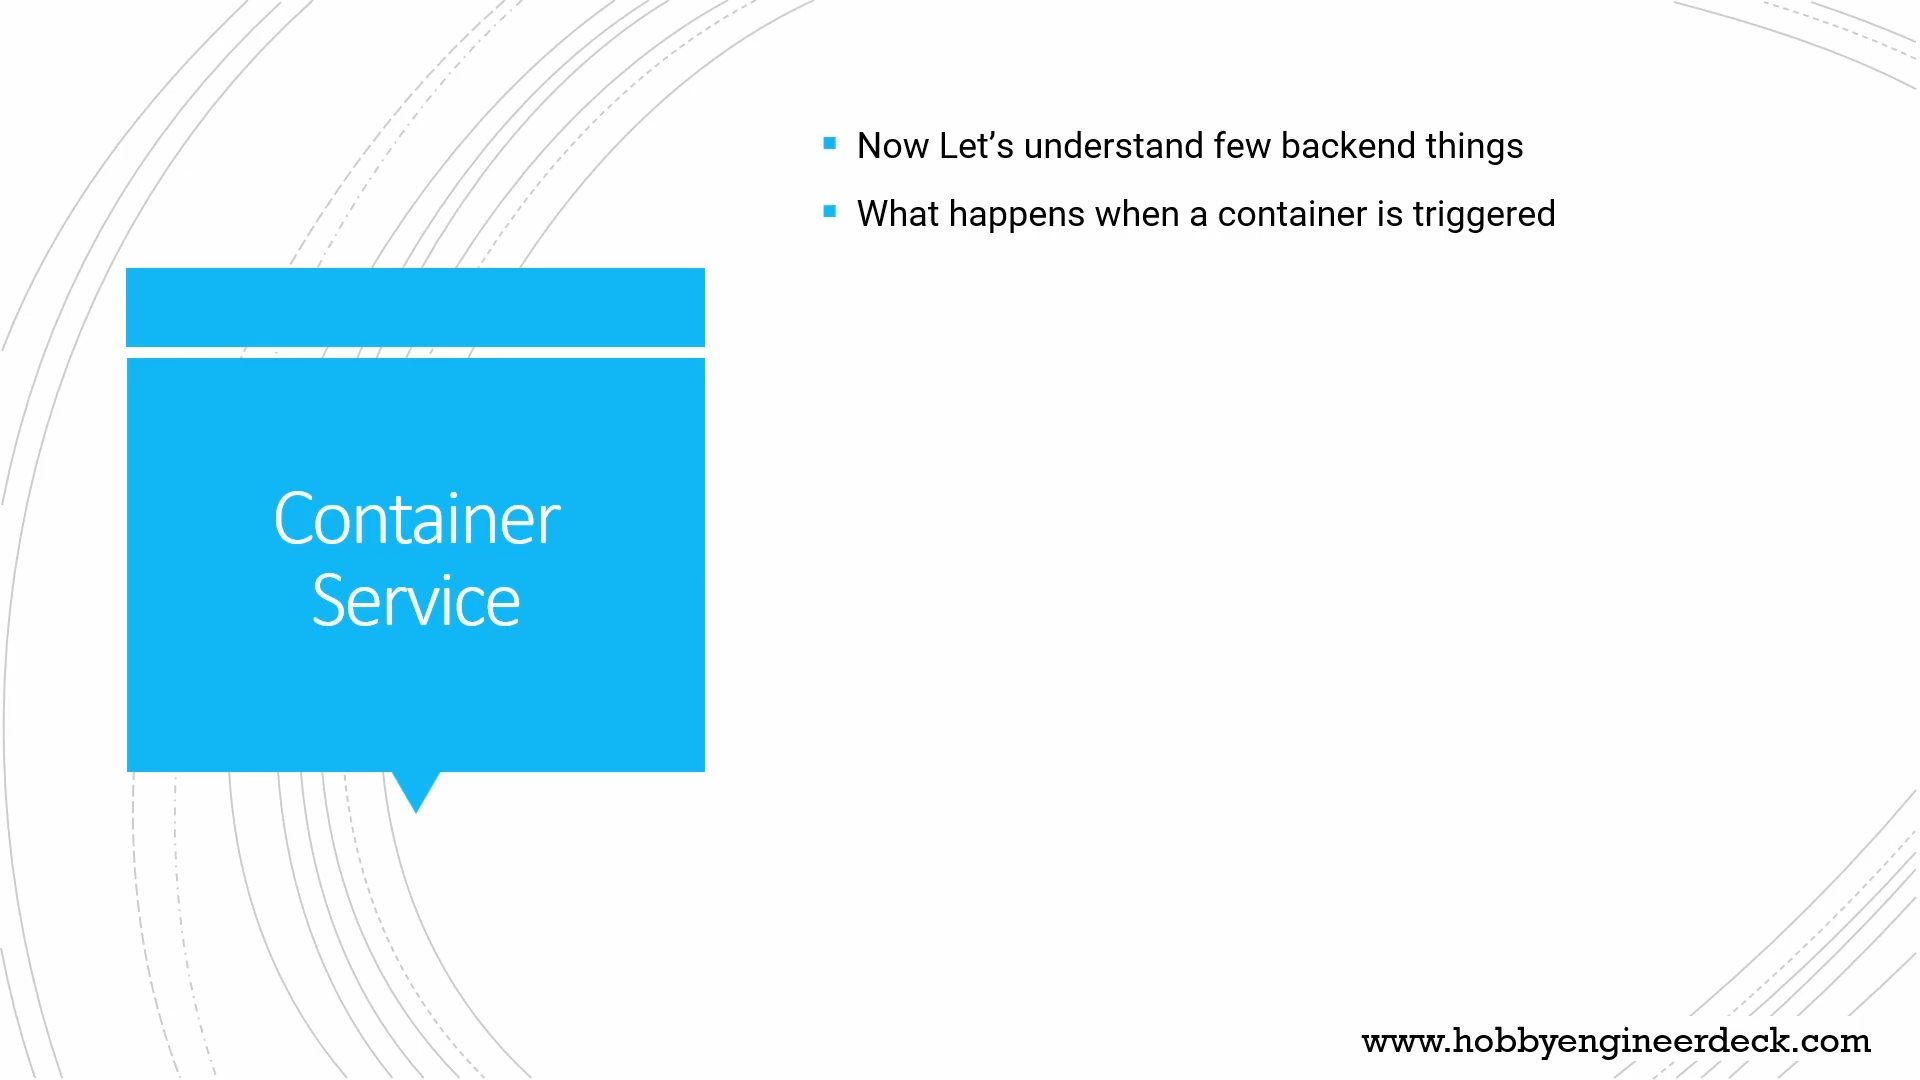 Now Let’s understand few backend things
What happens when a container is triggered
Container
Service
www.hobbyengineerdeck.com